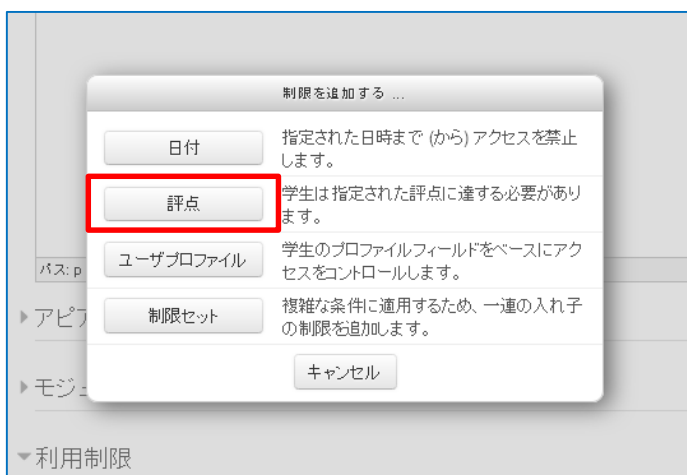 制限を追加する ...
日付
指定された日時まで (から) アクセスを禁止
します。
評点
学生は指定された評点に達する必要があり
ます。
ユーザプロファイル
学生のプロファイルフィールドをベースにアク
セスをコントロールします。
制限セット
複雑な条件に適用するため、一連の入れ子
の制限を追加します。
キャンセル
パス: p
アピア
モジュ
利用制限